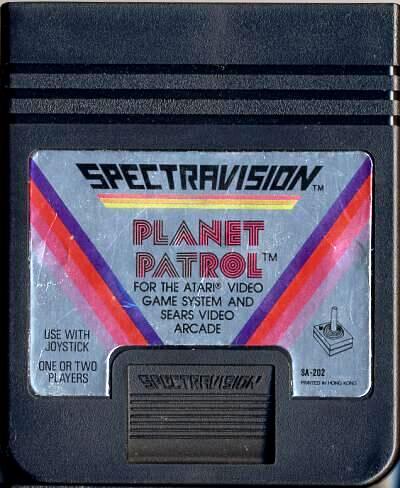 SPECTRAVISION™
PLANET
PATROL™
FOR THE ATARI® VIDEO
GAME SYSTEM AND
SEARS VIDEO
ARCADE
USE WITH
JOYSTICK
ONE OR TWO
PLAYERS
SA-202
PRINTED IN HONG KONG
SPECTRAVISION